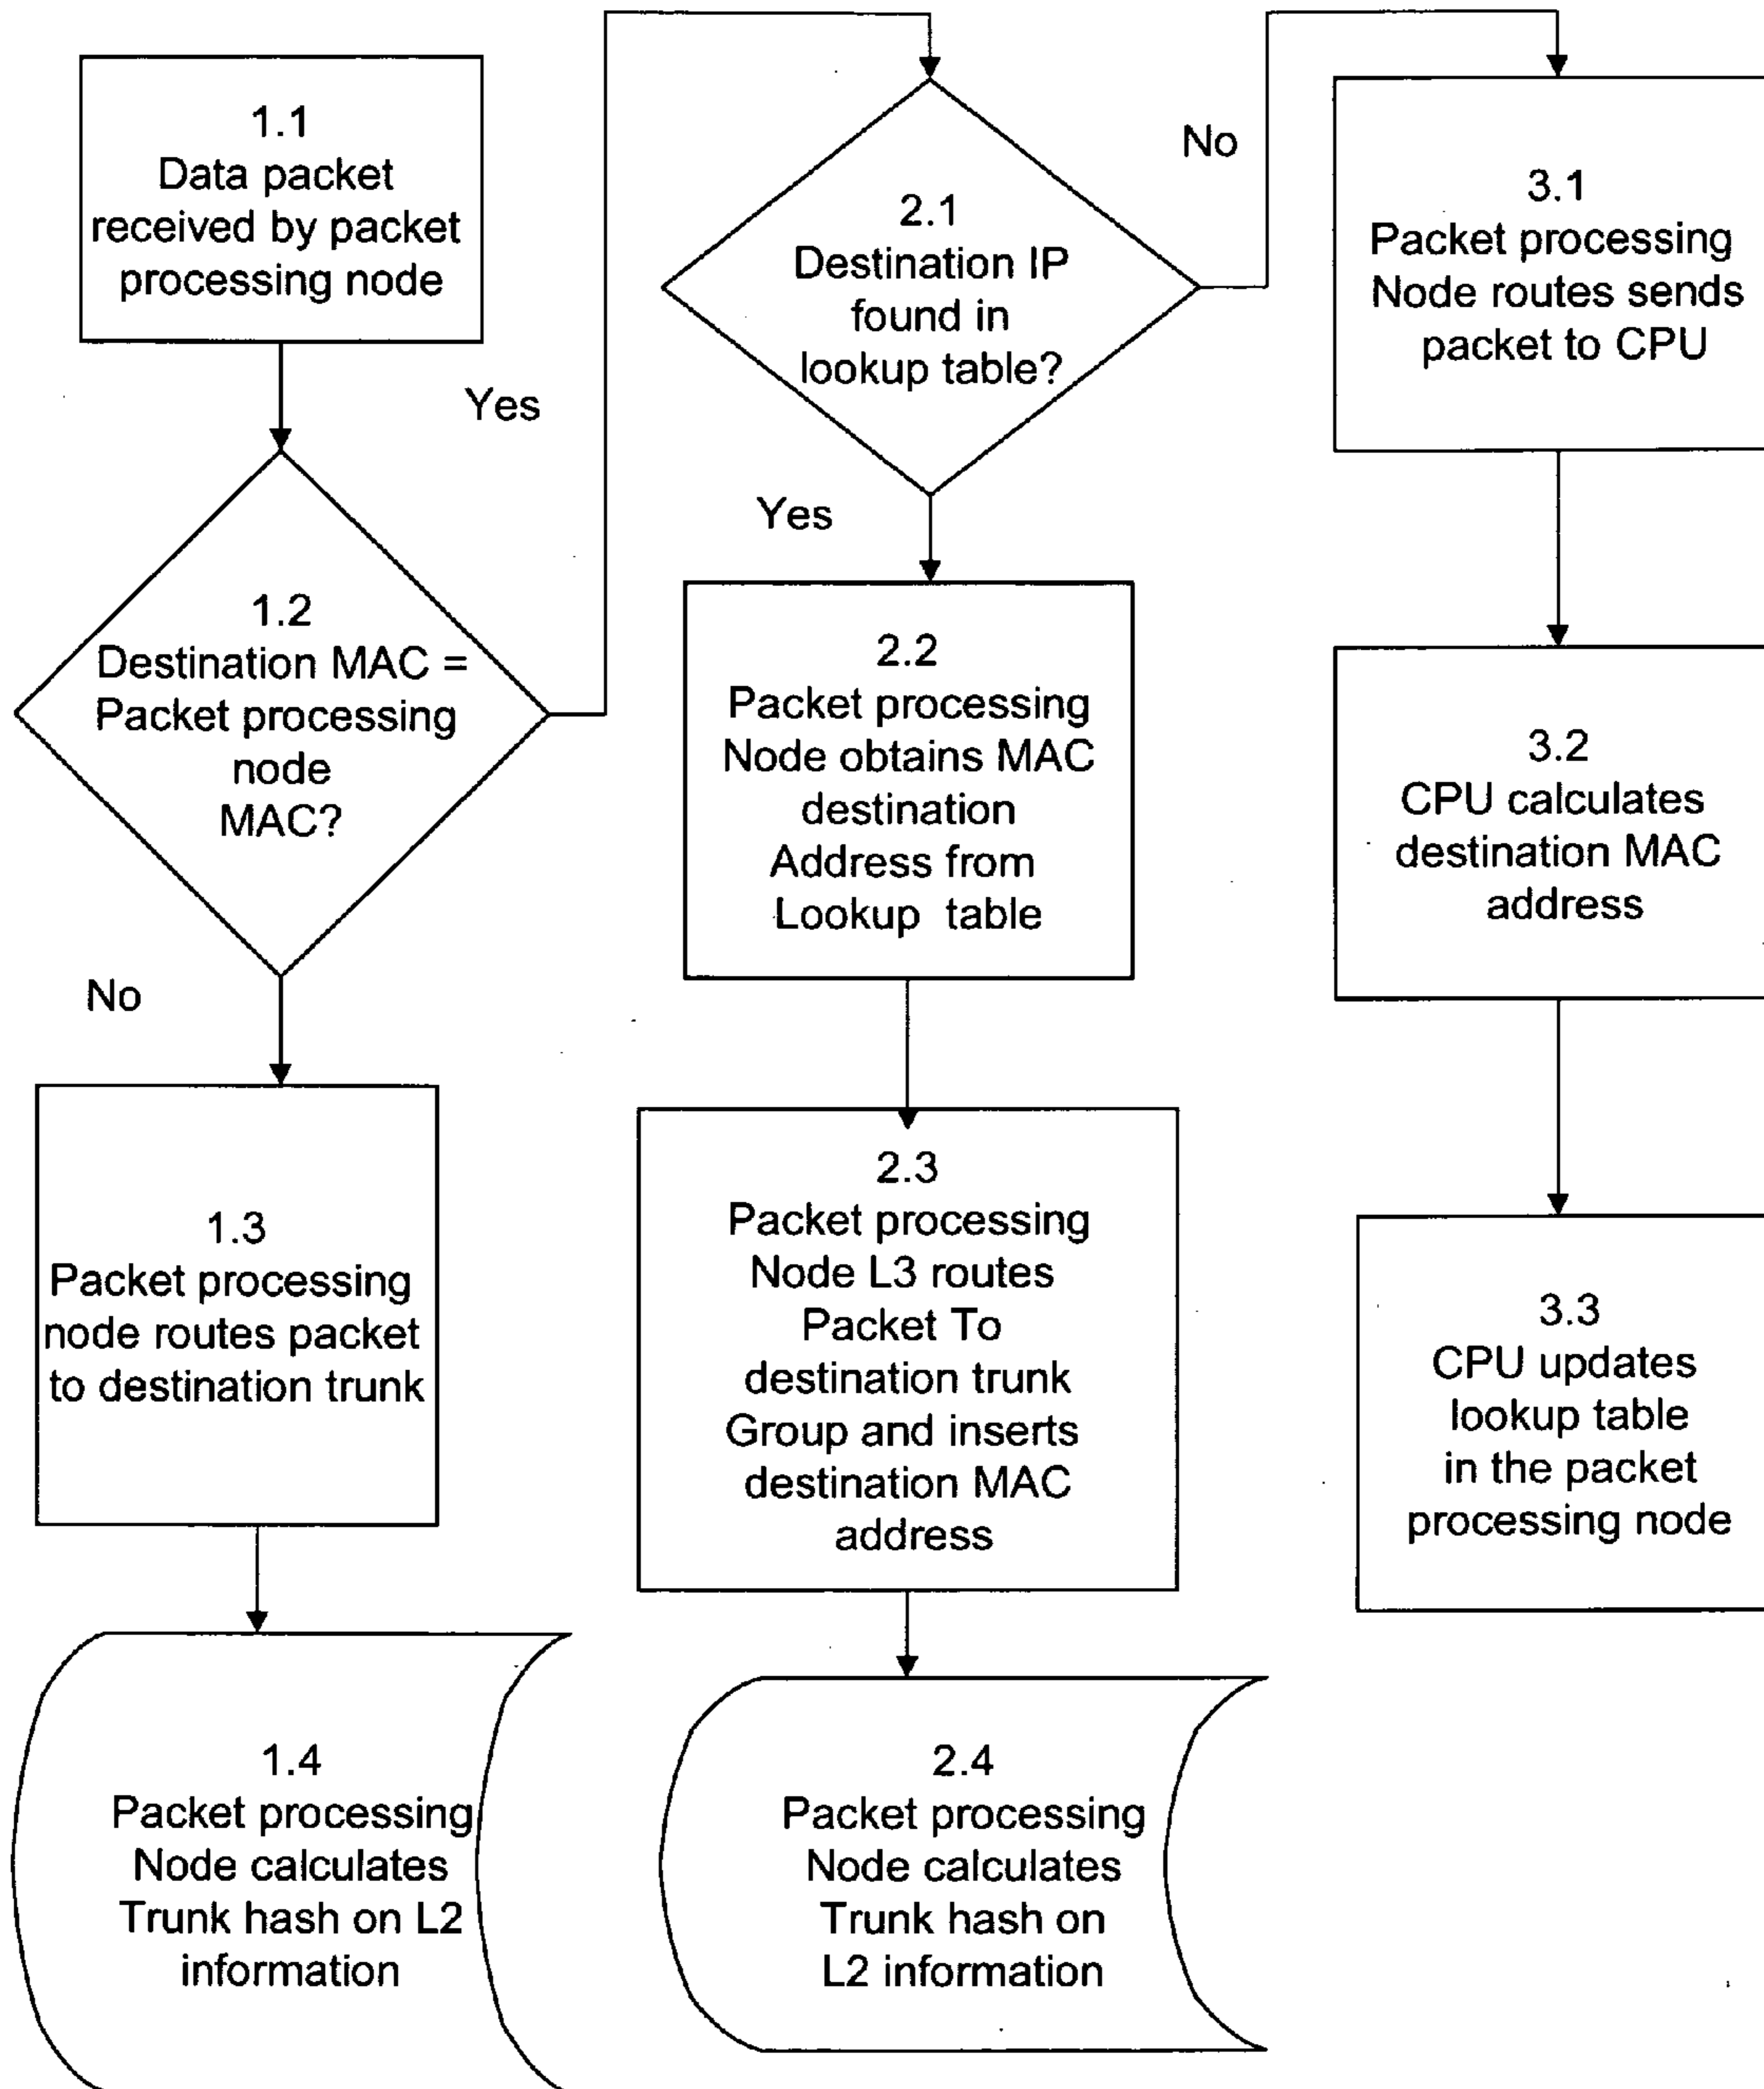 1.1
Data packet
received by packet
processing node
Yes
1.2
Destination MAC =
Packet processing
node
MAC?
No
1.3
Packet processing
node routes packet
to destination trunk
1.4
Packet processing
Node calculates
Trunk hash on L2
information
2.1
Destination IP
found in
lookup table?
No
Yes
2.2
Packet processing
Node obtains MAC
destination
Address from
Lookup table
2.3
Packet processing
Node L3 routes
Packet To
destination trunk
Group and inserts
destination MAC
address
2.4
Packet processing
Node calculates
Trunk hash on
L2 information
3.1
Packet processing
Node routes sends
packet to CPU
3.2
CPU calculates
destination MAC
address
3.3
CPU updates
lookup table
in the packet
processing node